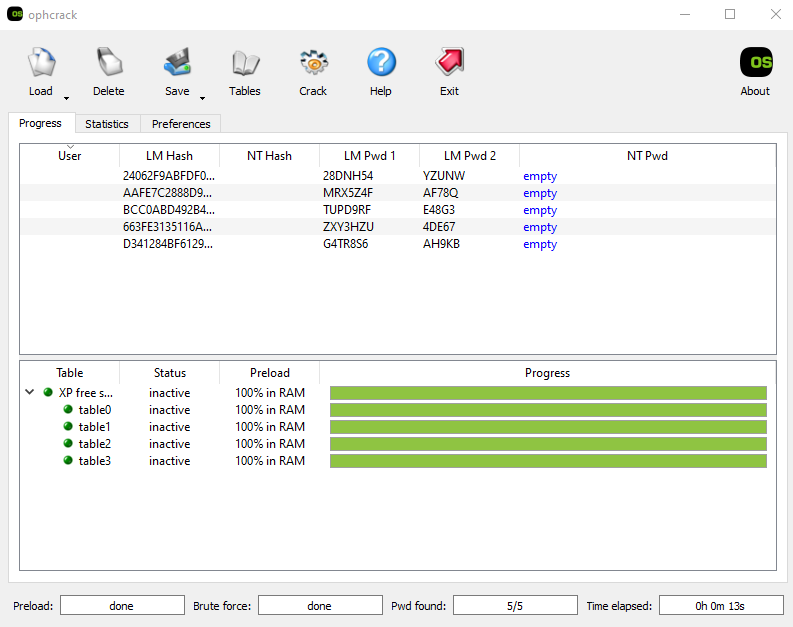 OS ophcrack
Load Delete Save Tables Crack Help Exit OS About
Progress Statistics Preferences
User LM Hash NT Hash LM Pwd 1 LM Pwd 2 NT Pwd
24062F9ABFDF0... 28DNH54 YZUNW empty
AAFE7C2888D9... MRX5Z4F AF78Q empty
BCC0ABD492B4... TUPD9RF E48G3 empty
663FE3135116A... ZXY3HZU 4DE67 empty
D341284BF6129... G4TR8S6 AH9KB empty
Table Status Preload Progress
XP free s... inactive 100% in RAM
table0 inactive 100% in RAM
table1 inactive 100% in RAM
table2 inactive 100% in RAM
table3 inactive 100% in RAM
Preload: done Brute force: done Pwd found: 5/5 Time elapsed: 0h 0m 13s